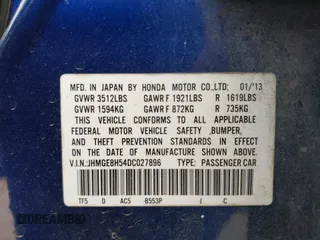 MFD. IN JAPAN BY HONDA MOTOR CO.,LTD. 01/13
GVWR 3512LBS GAWR F 1921LBS R 1619LBS
GVWR 1594KG GAWR F 872KG R 735KG
THIS VEHICLE CONFORMS TO ALL APPLICABLE
FEDERAL MOTOR VEHICLE SAFETY,BUMPER,
AND THEFT PREVENTION STANDARDS IN EFFECT
ON THE DATE OF MANUFACTURE SHOWN ABOVE.
V.I.N.:JHMGE8H54DC027896 TYPE: PASSENGER CAR
TF5 D AC5 B553P J C
DREAMBID